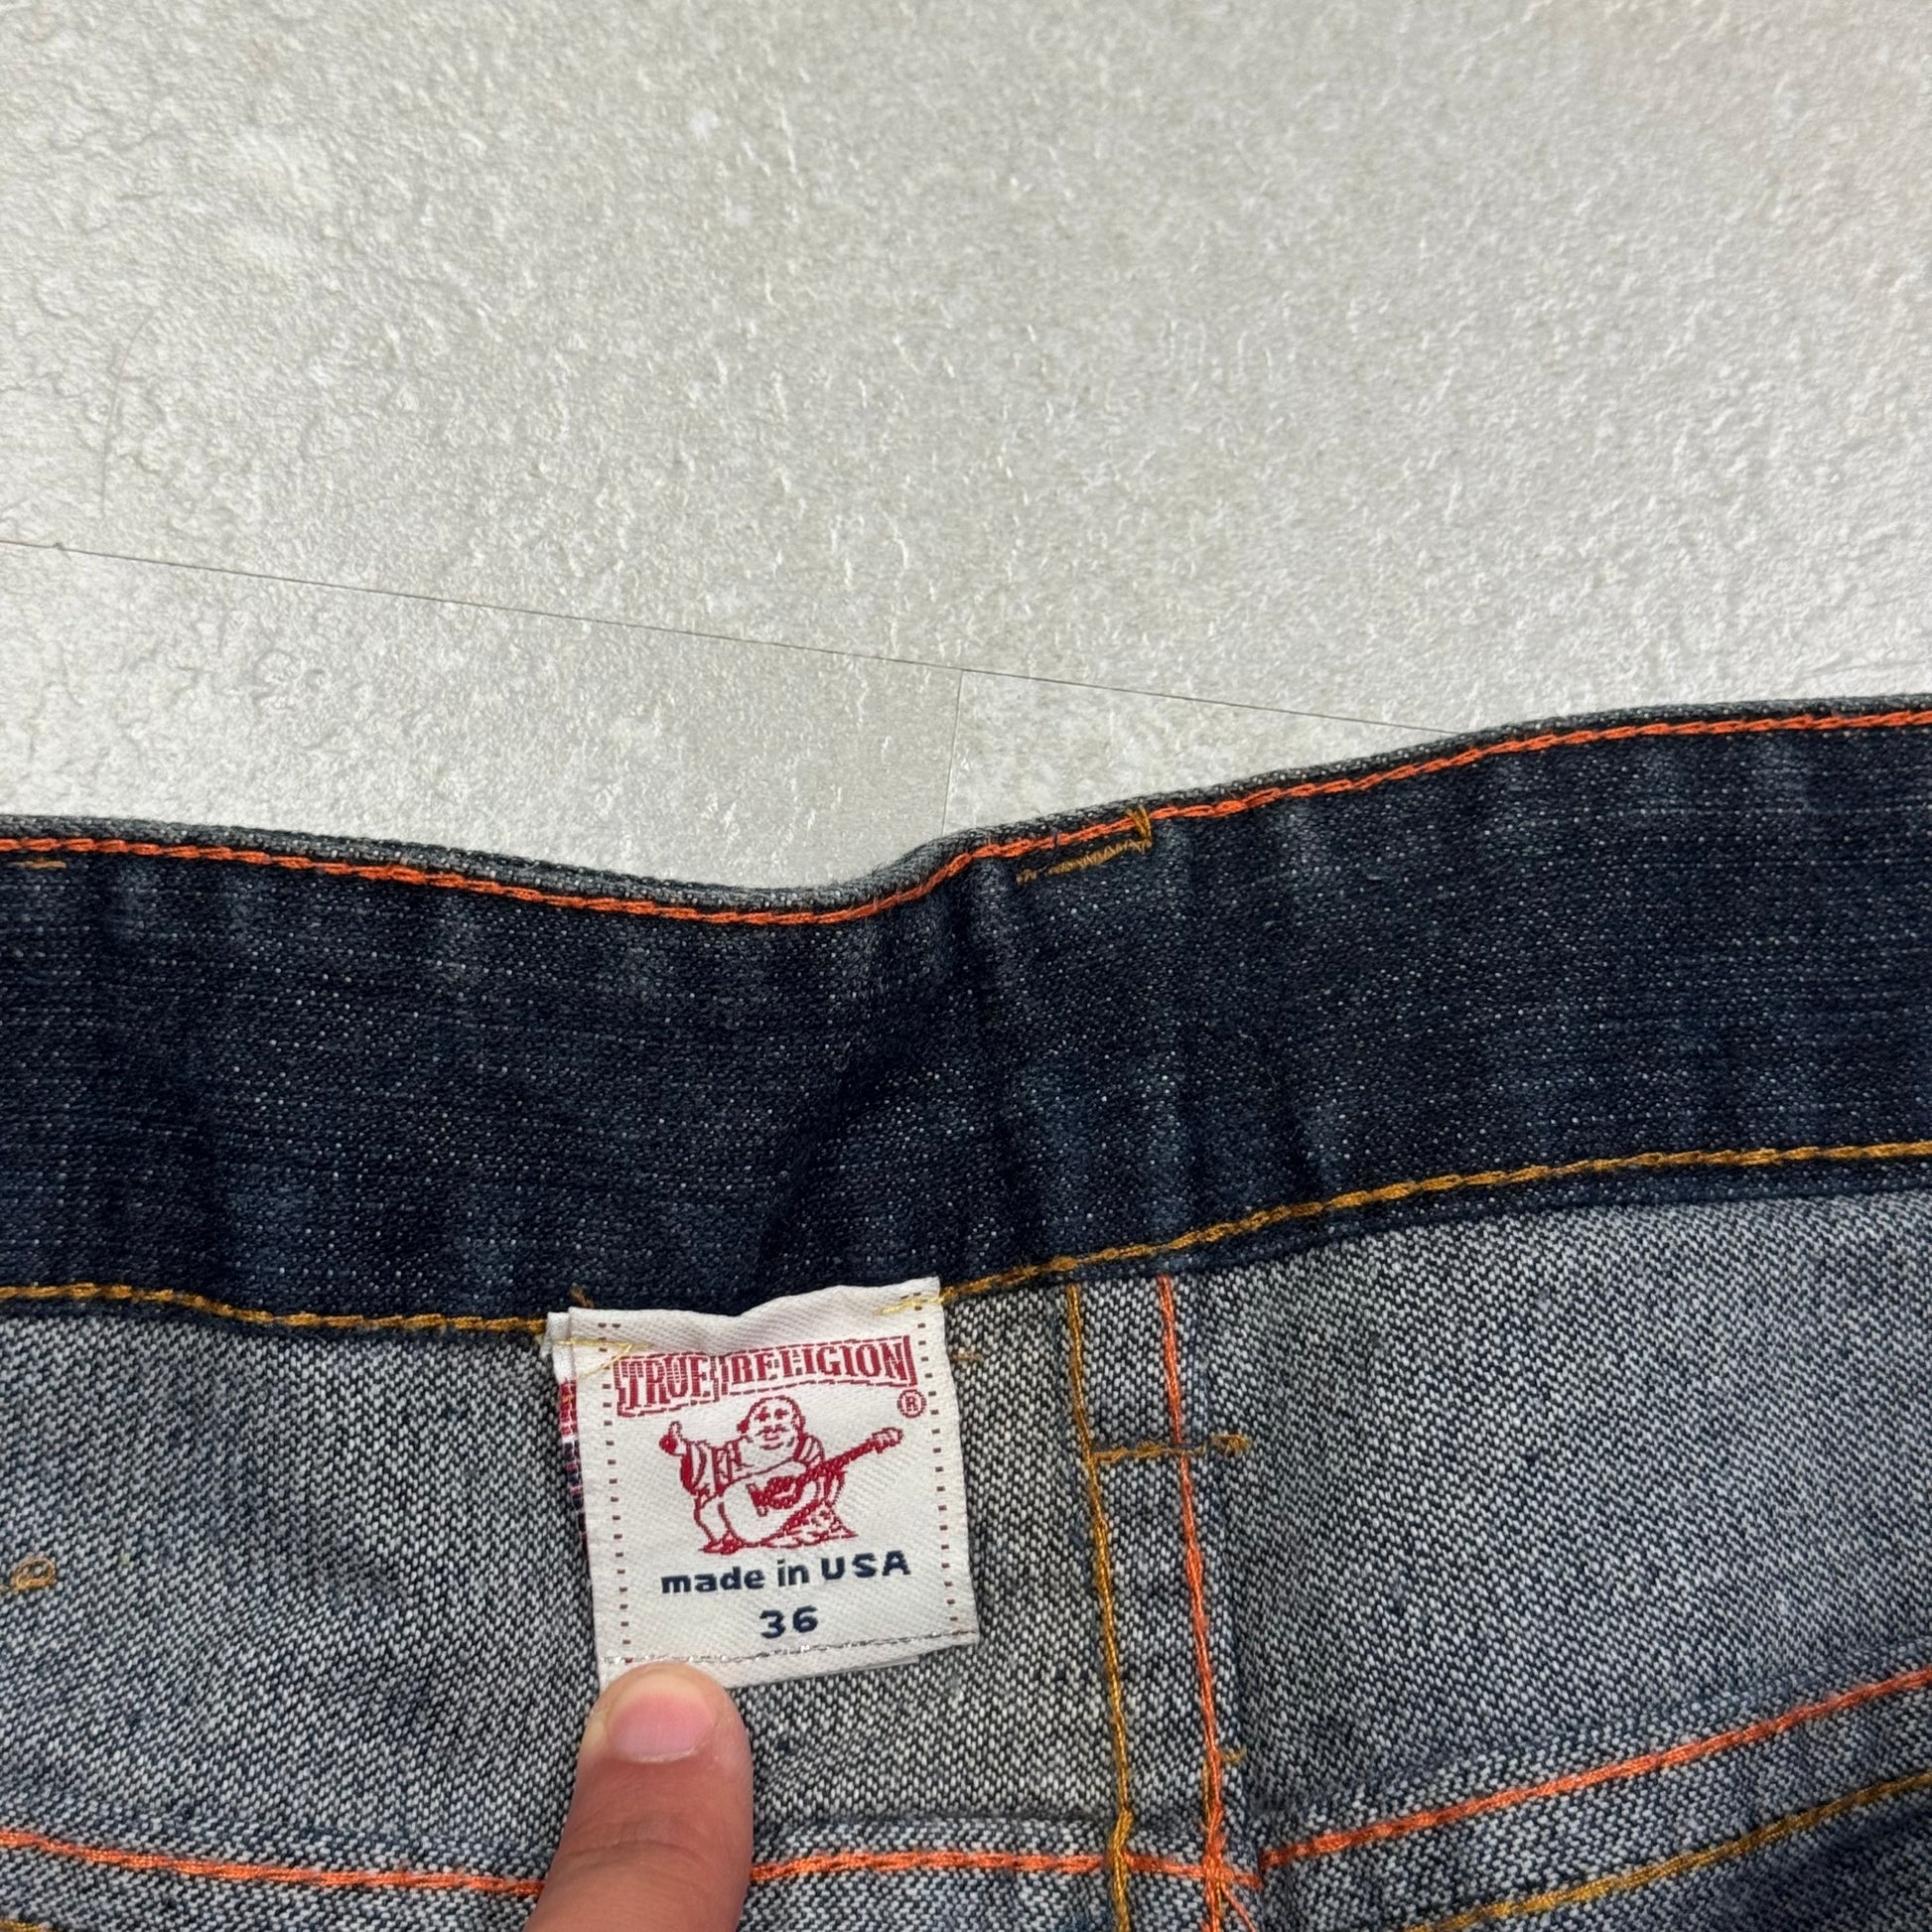 TRUE RELIGION
®
made in USA
36